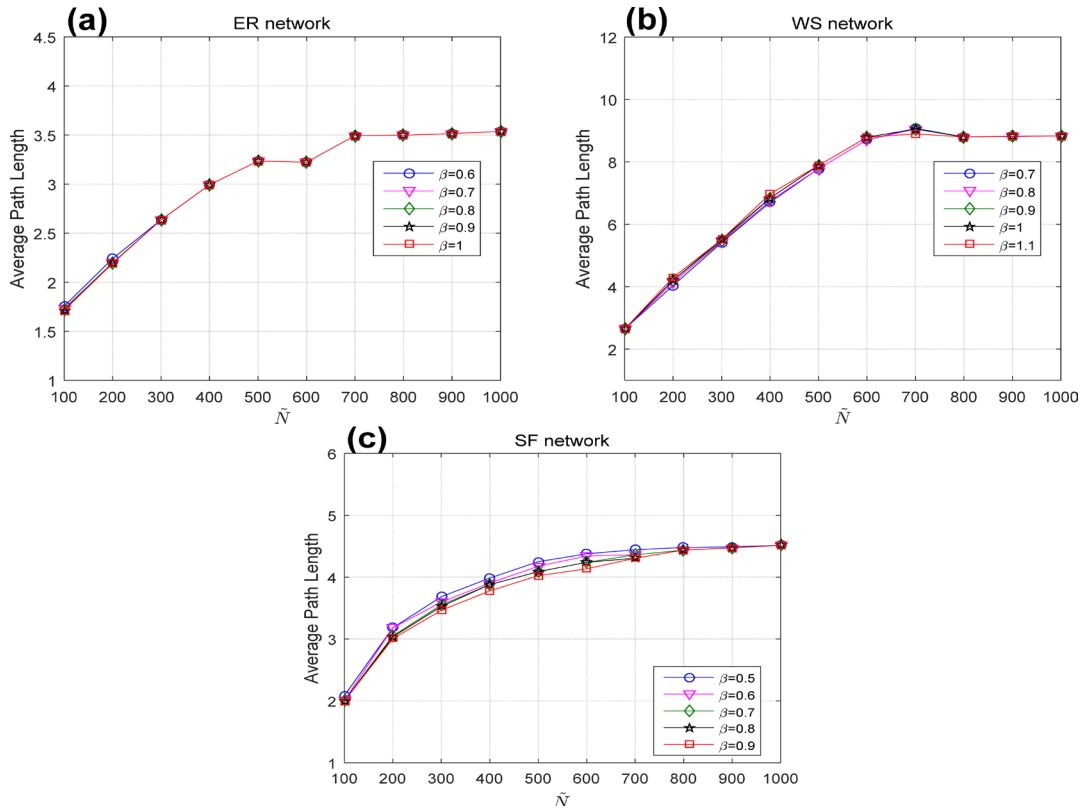 (a)
ER network
4.5
4
3.5
3
2.5
2
1.5
1
Average Path Length
100 200 300 400 500 600 700 800 900 1000
Ñ
β=0.6
β=0.7
β=0.8
β=0.9
β=1
(b)
WS network
12
10
8
6
4
2
Average Path Length
100 200 300 400 500 600 700 800 900 1000
Ñ
β=0.7
β=0.8
β=0.9
β=1
β=1.1
(c)
SF network
6
5
4
3
2
1
Average Path Length
100 200 300 400 500 600 700 800 900 1000
Ñ
β=0.5
β=0.6
β=0.7
β=0.8
β=0.9